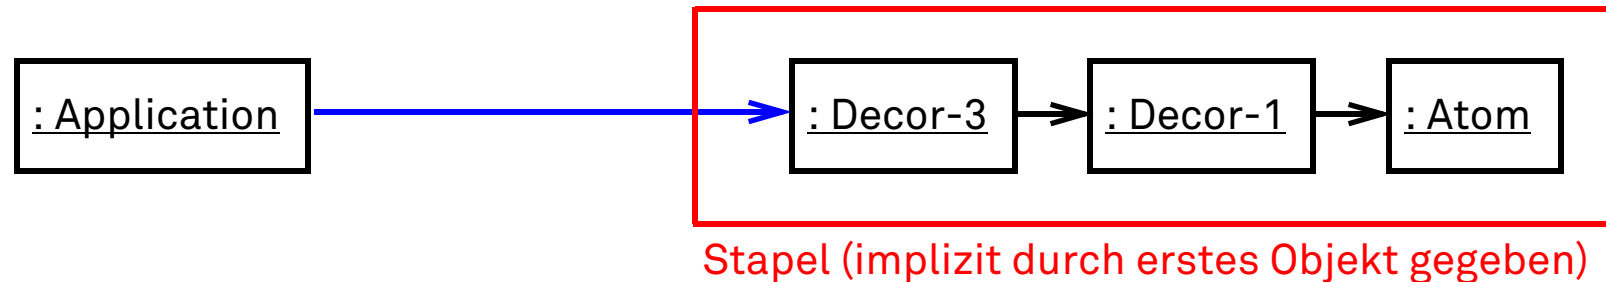 : Application
: Decor-3
: Decor-1
: Atom
Stapel (implizit durch erstes Objekt gegeben)